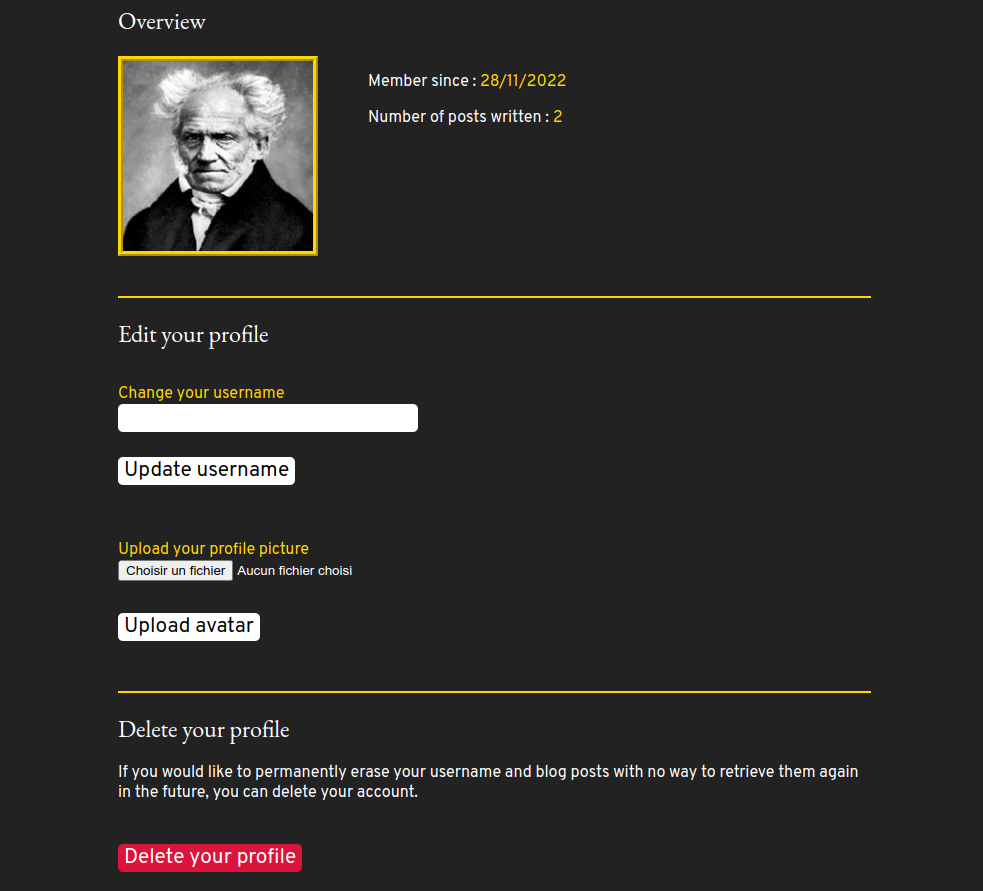 Overview
Member since : 28/11/2022
Number of posts written : 2
Edit your profile
Change your username
Update username
Upload your profile picture
Choisir un fichier Aucun fichier choisi
Upload avatar
Delete your profile
If you would like to permanently erase your username and blog posts with no way to retrieve them again
in the future, you can delete your account.
Delete your profile